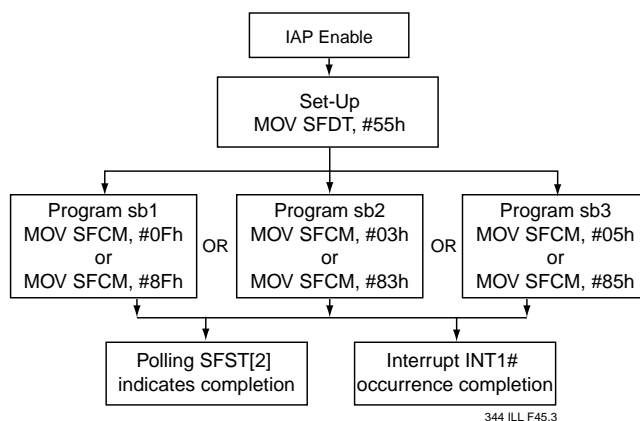 IAP Enable
Set-Up
MOV SFDT, #55h
Program sb1
MOV SFCM, #0Fh
or
MOV SFCM, #8Fh
OR
Program sb2
MOV SFCM, #03h
or
MOV SFCM, #83h
OR
Program sb3
MOV SFCM, #05h
or
MOV SFCM, #85h
Polling SFST[2]
indicates completion
Interrupt INT1#
occurrence completion
344 ILL F45.3